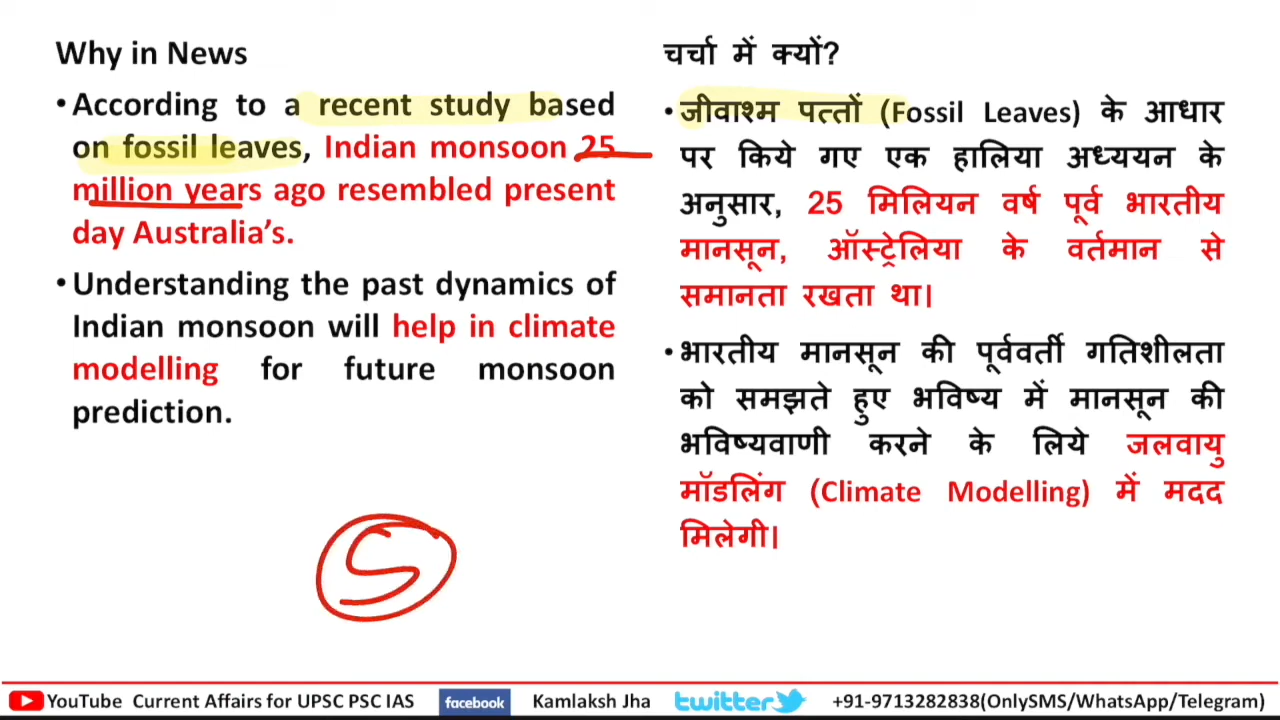 Why in News
• According to a recent study based
on fossil leaves, Indian monsoon 25
million years ago resembled present
day Australia’s.
• Understanding the past dynamics of
Indian monsoon will help in climate
modelling for future monsoon
prediction.
S
चर्चा में क्यों?
• जीवाश्म पत्तों (Fossil Leaves) के आधार
पर किये गए एक हालिया अध्ययन के
अनुसार, 25 मिलियन वर्ष पूर्व भारतीय
मानसून, ऑस्ट्रेलिया के वर्तमान से
समानता रखता था।
• भारतीय मानसून की पूर्ववर्ती गतिशीलता
को समझते हुए भविष्य में मानसून की
भविष्यवाणी करने के लिये जलवायु
मॉडलिंग (Climate Modelling) में मदद
मिलेगी।
YouTube Current Affairs for UPSC PSC IAS facebook Kamlaksh Jha twitter +91-9713282838(OnlySMS/WhatsApp/Telegram)